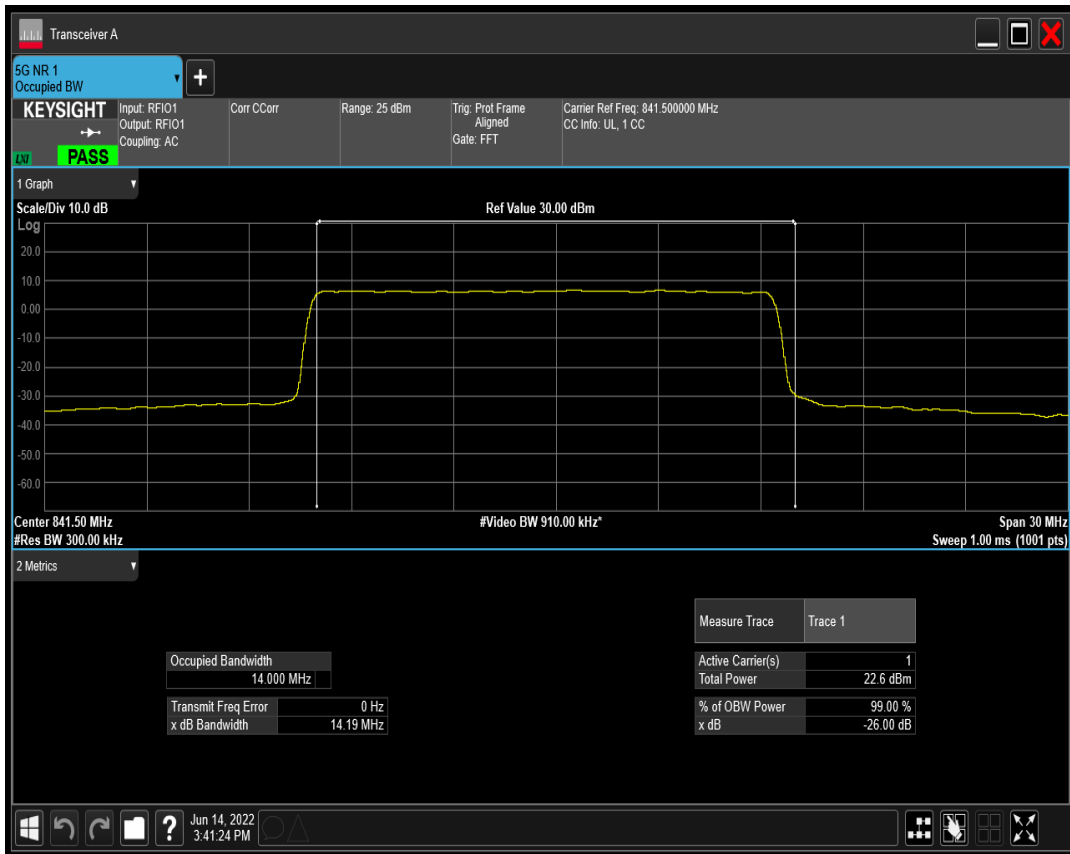 Transceiver A
5G NR 1
Occupied BW
+
KEYSIGHT Input: RFIO1 Corr CCorr Range: 25 dBm Trig: Prot Frame Carrier Ref Freq: 841.500000 MHz
Output: RFIO1 Aligned CC Info: UL, 1 CC
Coupling: AC Gate: FFT
LXI PASS
1 Graph
Scale/Div 10.0 dB Ref Value 30.00 dBm
Log
20.0
10.0
0.00
-10.0
-20.0
-30.0
-40.0
-50.0
-60.0
Center 841.50 MHz #Video BW 910.00 kHz* Span 30 MHz
#Res BW 300.00 kHz Sweep 1.00 ms (1001 pts)
2 Metrics
Measure Trace Trace 1
Occupied Bandwidth Active Carrier(s) 1
14.000 MHz Total Power 22.6 dBm
Transmit Freq Error 0 Hz % of OBW Power 99.00 %
x dB Bandwidth 14.19 MHz x dB -26.00 dB
? Jun 14, 2022
3:41:24 PM